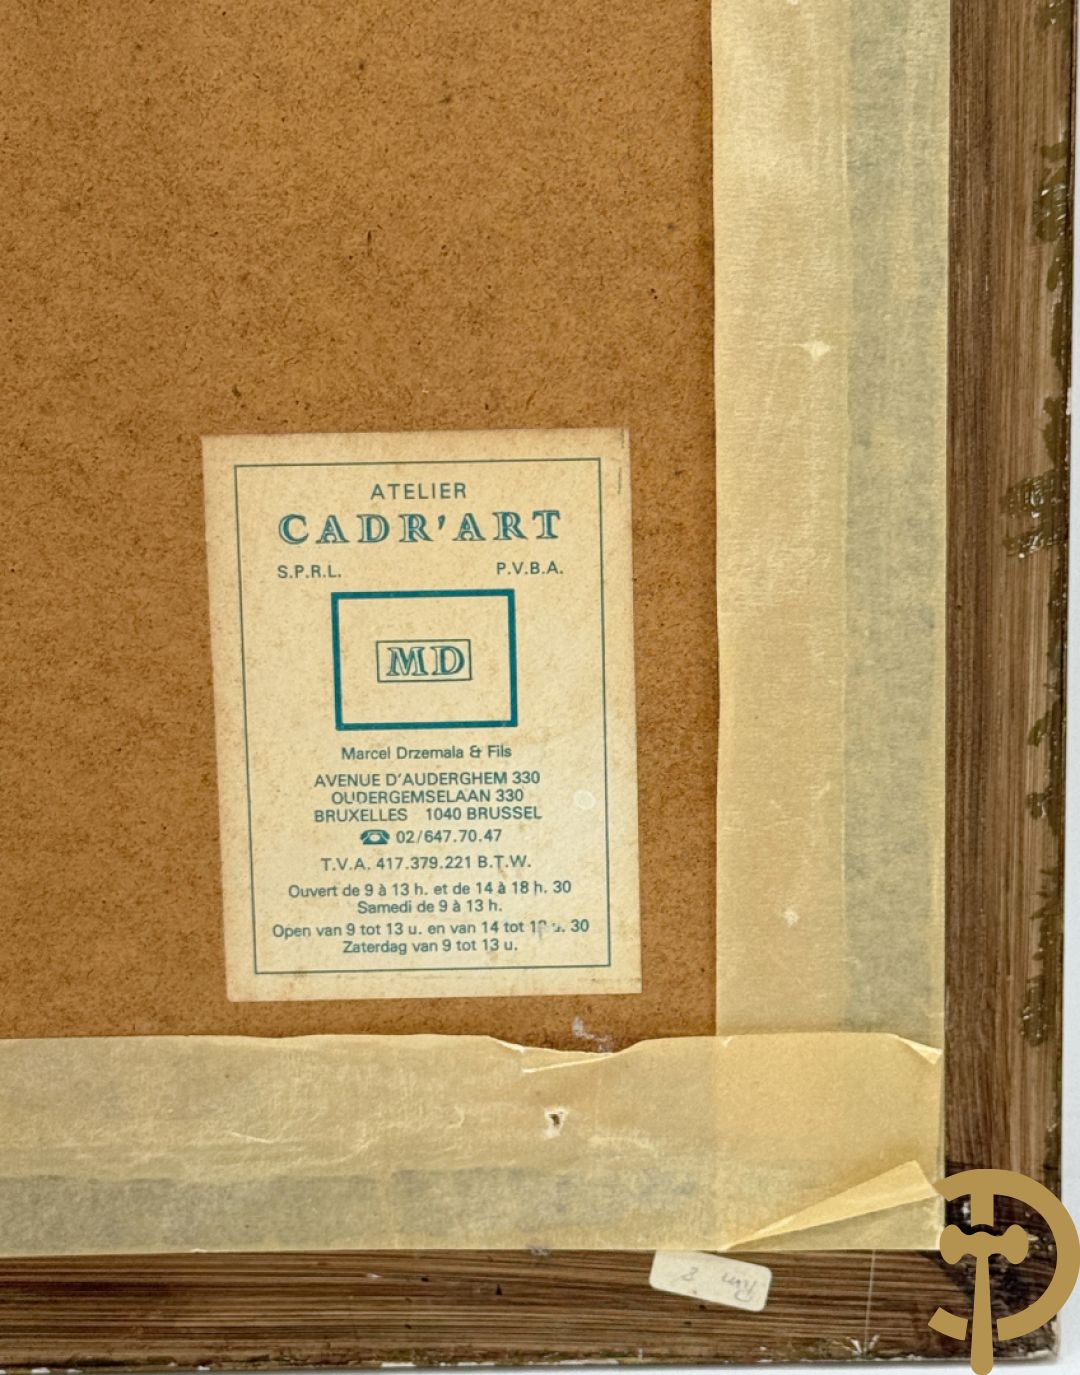 ATELIER
CADR'ART
S.P.R.L. P.V.B.A.
MD
Marcel Drzemala & Fils
AVENUE D'AUDERGHEM 330
OUDERGEMSELAAN 330
BRUXELLES 1040 BRUSSEL
☎ 02/647.70.47
T.V.A. 417.379.221 B.T.W.
Ouvert de 9 à 13 h. et de 14 à 18 h. 30
Samedi de 9 à 13 h.
Open van 9 tot 13 u. en van 14 tot 18 u. 30
Zaterdag van 9 tot 13 u.